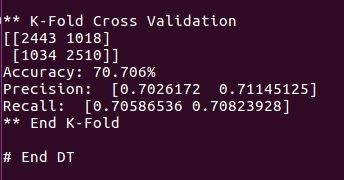 ** K-Fold Cross Validation
[[2443 1018]
 [1034 2510]]
Accuracy: 70.706%
Precision:  [0.7026172  0.71145125]
Recall:  [0.70586536 0.70823928]
** End K-Fold

# End DT